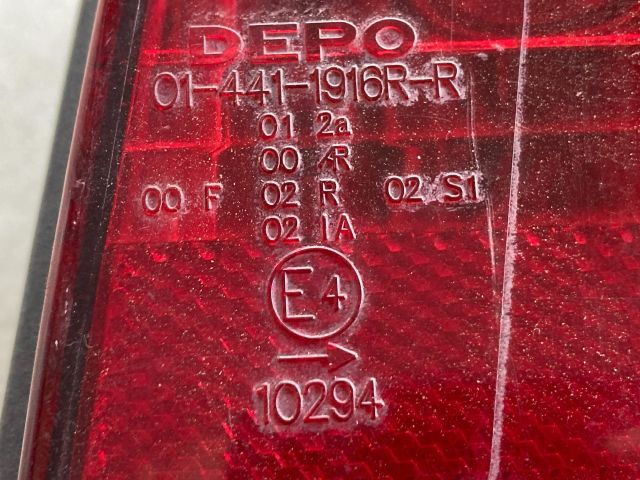 DEPO
01-441-1916R-R
01 2a
00 AR
00 F 02 R 02 S1
02 IA
E4
→
10294